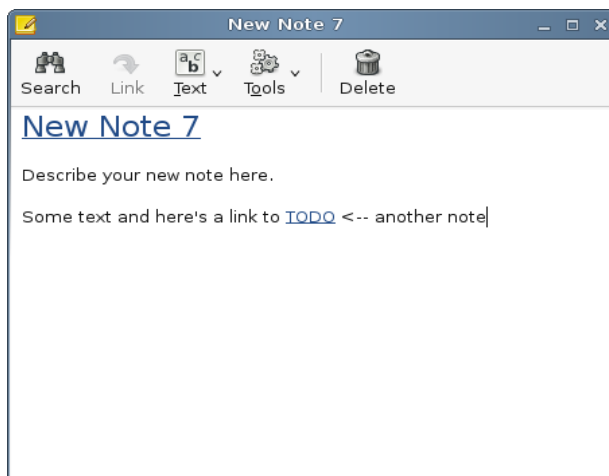 New Note 7
Search Link Text Tools Delete
New Note 7
Describe your new note here.
Some text and here's a link to TODO <-- another note